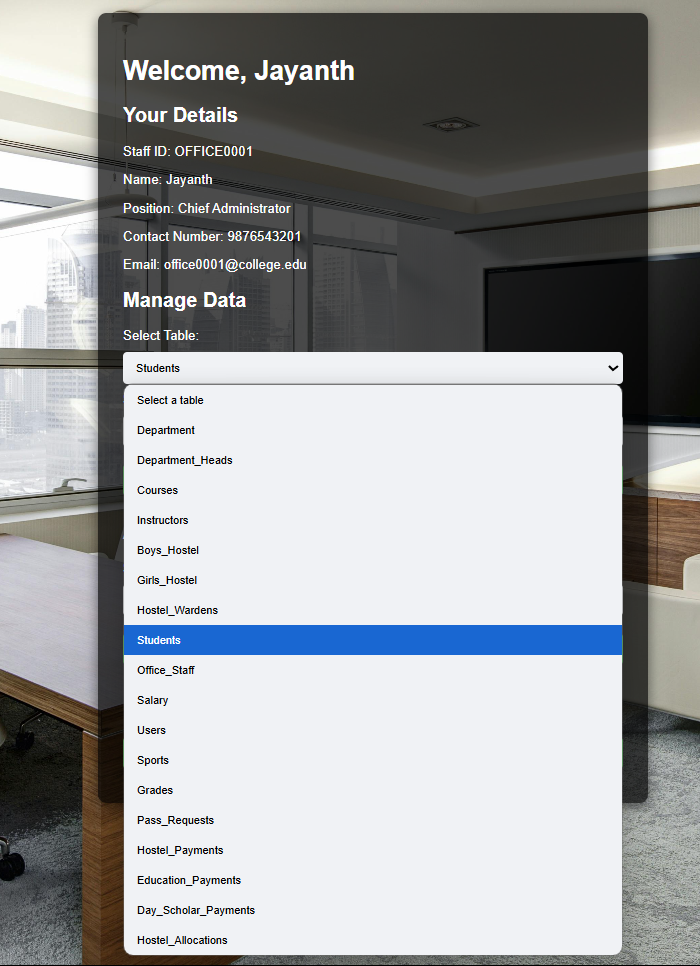 Welcome, Jayanth
Your Details
Staff ID: OFFICE0001
Name: Jayanth
Position: Chief Administrator
Contact Number: 9876543201
Email: office0001@college.edu
Manage Data
Select Table:
Students
Select a table
Department
Department_Heads
Courses
Instructors
Boys_Hostel
Girls_Hostel
Hostel_Wardens
Students
Office_Staff
Salary
Users
Sports
Grades
Pass_Requests
Hostel_Payments
Education_Payments
Day_Scholar_Payments
Hostel_Allocations